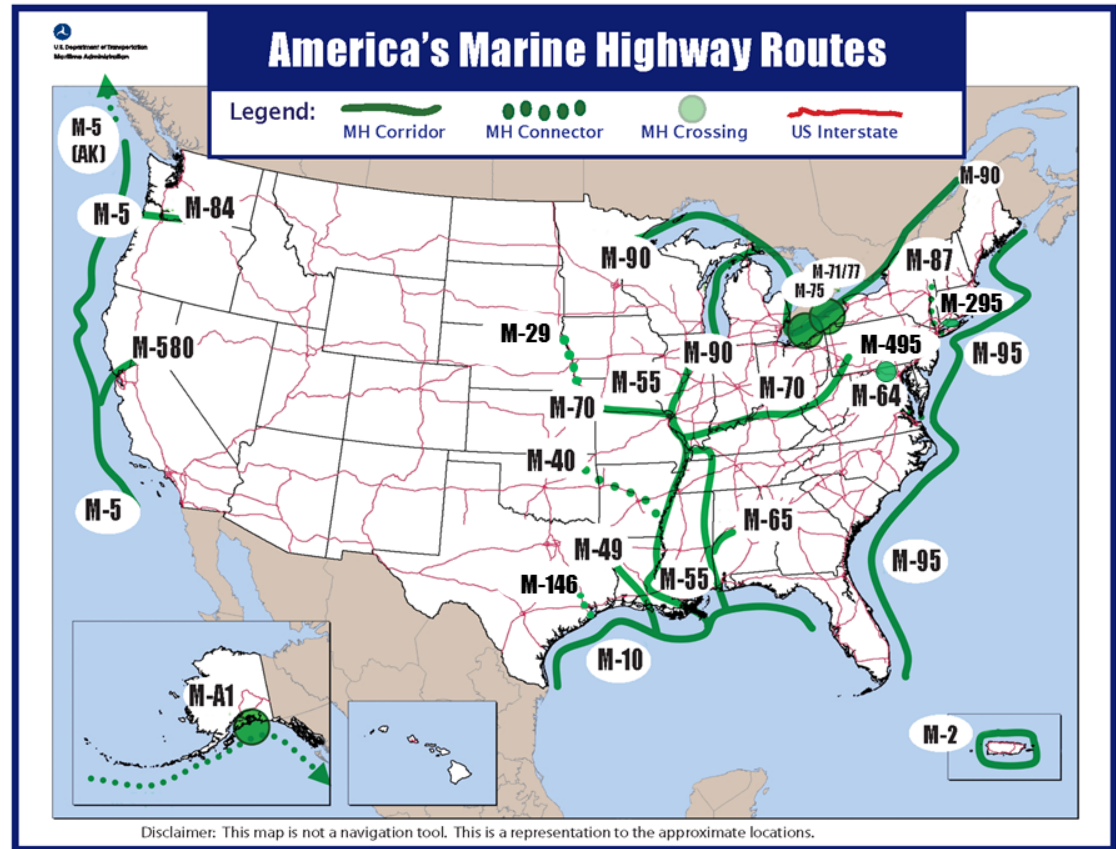 U.S. Department of Transportation
Maritime Administration
America's Marine Highway Routes
Legend:
MH Corridor
MH Connector
MH Crossing
US Interstate
M-5
(AK)
M-90
M-5
M-84
M-90
M-71/77
M-75
M-87
M-295
M-29
M-580
M-90
M-495
M-95
M-55
M-70
M-64
M-70
M-40
M-5
M-65
M-49
M-95
M-146
M-55
M-10
M-A1
M-2
Disclaimer: This map is not a navigation tool. This is a representation to the approximate locations.